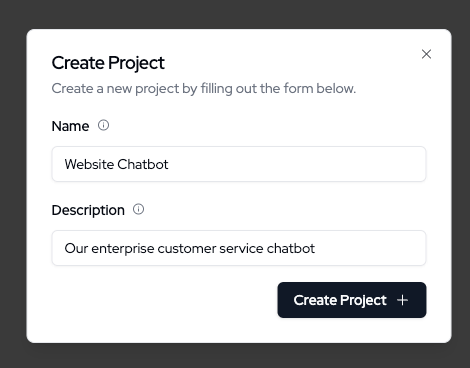 Create Project
Create a new project by filling out the form below.
Name
Website Chatbot
Description
Our enterprise customer service chatbot
Create Project